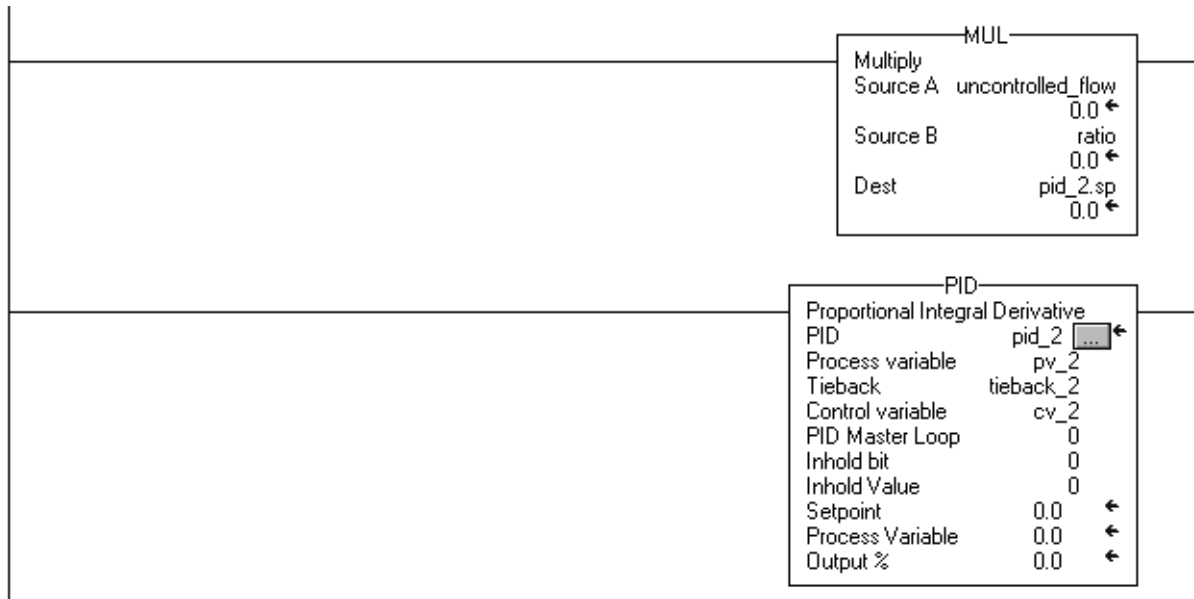 MUL
Multiply
Source A uncontrolled_flow
0.0
Source B ratio
0.0
Dest pid_2.sp
0.0
PID
Proportional Integral Derivative
PID pid_2 ...
Process variable pv_2
Tieback tieback_2
Control variable cv_2
PID Master Loop 0
Inhold bit 0
Inhold Value 0
Setpoint 0.0
Process Variable 0.0
Output % 0.0